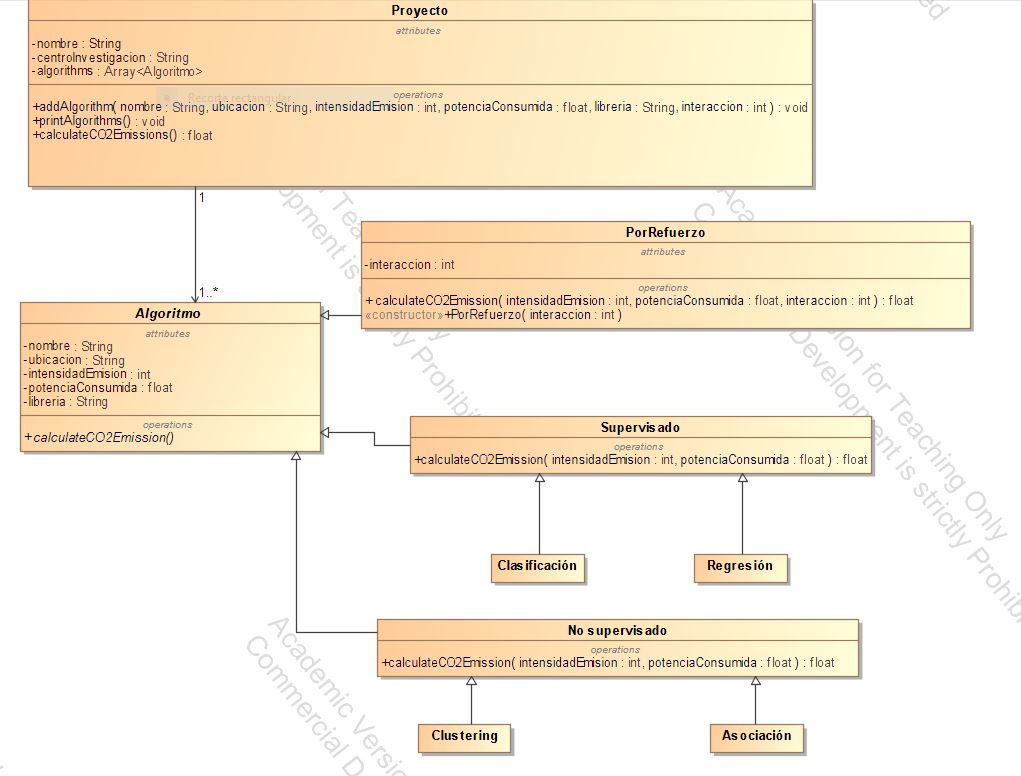 Proyecto
attributes
-nombre : String
-centroInvestigacion : String
-algorithms : Array<Algoritmo>
operations
Recorte rectangular
+addAlgorithm( nombre : String, ubicacion : String, intensidadEmision : int, potenciaConsumida : float, libreria : String, interaccion : int ) : void
+printAlgorithms() : void
+calculateCO2Emissions() : float
1
1..*
PorRefuerzo
attributes
-interaccion : int
operations
+ calculateCO2Emission( intensidadEmision : int, potenciaConsumida : float, interaccion : int ) : float
«constructor»+PorRefuerzo( interaccion : int )
Algoritmo
attributes
-nombre : String
-ubicacion : String
-intensidadEmision : int
-potenciaConsumida : float
-libreria : String
operations
+calculateCO2Emission()
Supervisado
operations
+calculateCO2Emission( intensidadEmision : int, potenciaConsumida : float ) : float
Clasificación
Regresión
No supervisado
operations
+calculateCO2Emission( intensidadEmision : int, potenciaConsumida : float ) : float
Clustering
Asociación
for Teaching Only
Development is strictly Prohib
Academic Versio
Commercial D